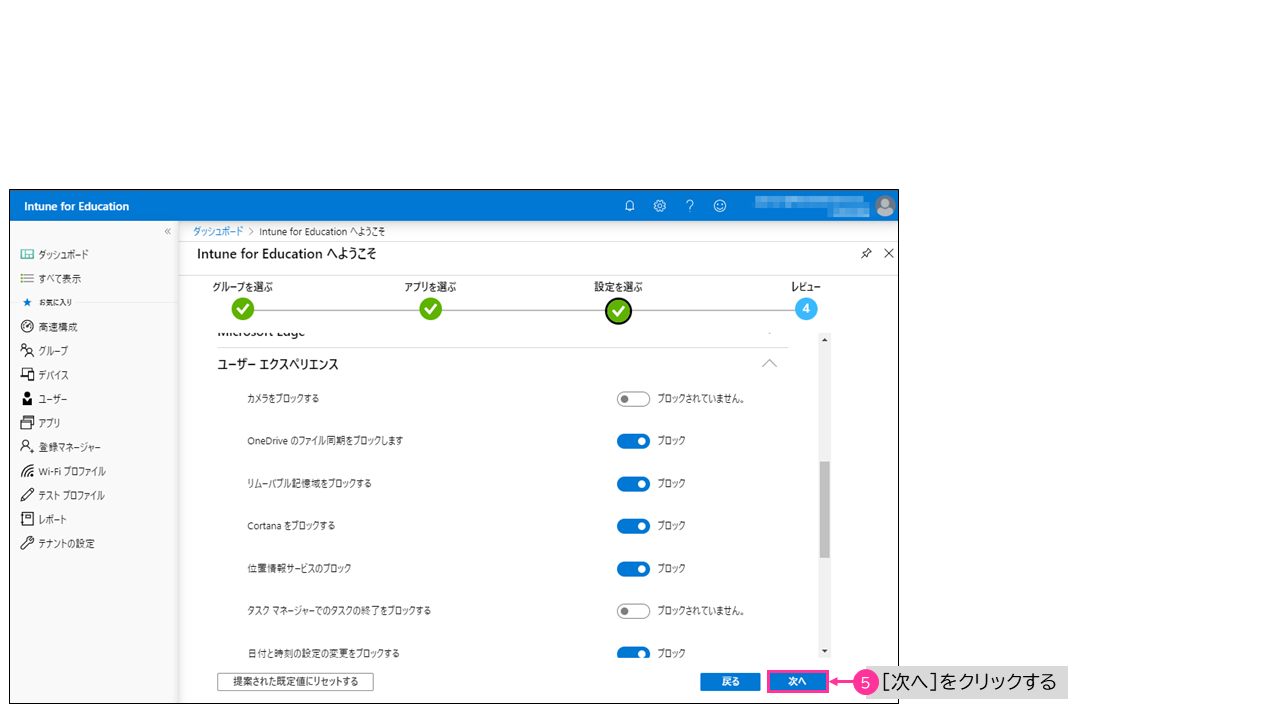 Intune for Education
?
«
ダッシュボード > Intune for Education へようこそ
Intune for Education へようこそ
ダッシュボード
すべて表示
お気に入り
高速構成
グループ
デバイス
ユーザー
アプリ
登録マネージャー
Wi-Fi プロファイル
テスト プロファイル
レポート
テナントの設定
グループを選ぶ
アプリを選ぶ
設定を選ぶ
レビュー
4
Microsoft Edge
ユーザー エクスペリエンス
カメラをブロックする ブロックされていません。
OneDrive のファイル同期をブロックします ブロック
リムーバブル記憶域をブロックする ブロック
Cortana をブロックする ブロック
位置情報サービスのブロック ブロック
タスク マネージャーでのタスクの終了をブロックする ブロックされていません。
日付と時刻の設定の変更をブロックする ブロック
提案された既定値にリセットする
戻る
次へ
5 [次へ]をクリックする